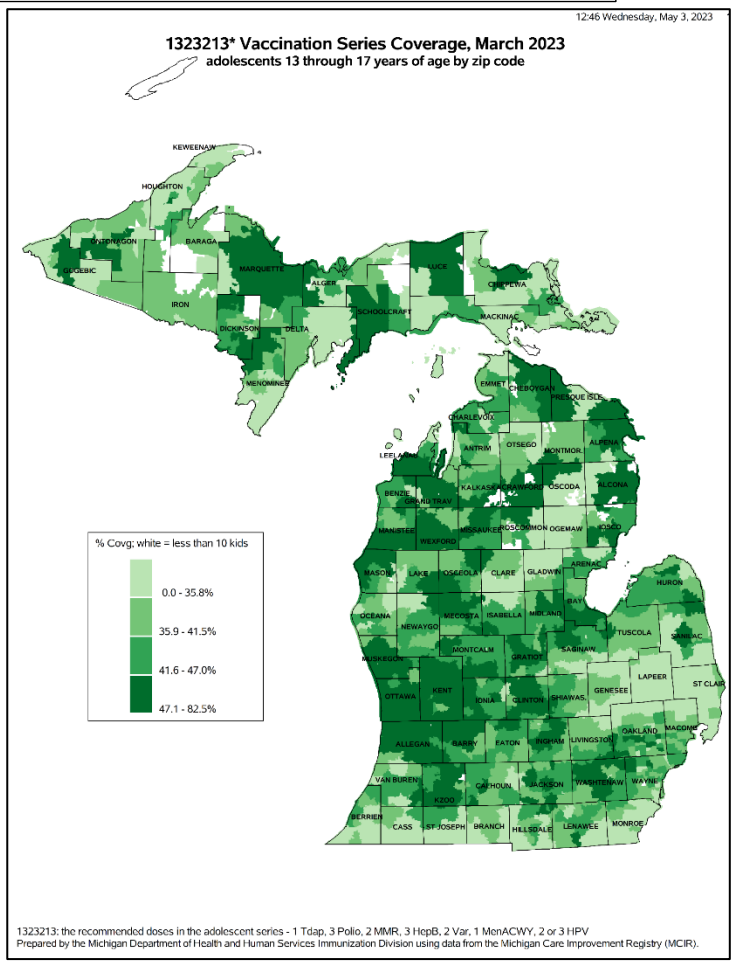 12:46 Wednesday, May 3, 2023
1323213* Vaccination Series Coverage, March 2023
adolescents 13 through 17 years of age by zip code
KEWEENAW
HOUGHTON
ONTONAGON
BARAGA
GOGEBIC
MARQUETTE
LUCE
ALGER
CHIPPEWA
IRON
SCHOOLCRAFT
MACKINAC
DICKINSON
DELTA
MENOMINEE
EMMET
CHEBOYGAN
PRESQUE ISLE
CHARLEVOIX
ANTRIM
OTSEGO
MONTMOR.
ALPENA
LEELANAU
KALKASKA
CRAWFORD
OSCODA
ALCONA
BENZIE
GRAND TRAV
MANISTEE
WEXFORD
MISSAUKEE
ROSCOMMON
OGEMAW
IOSCO
ARENAC
MASON
LAKE
OSCEOLA
CLARE
GLADWIN
HURON
BAY
OCEANA
NEWAYGO
MECOSTA
ISABELLA
MIDLAND
TUSCOLA
SANILAC
MUSKEGON
MONTCALM
GRATIOT
SAGINAW
LAPEER
ST CLAIR
OTTAWA
KENT
IONIA
CLINTON
SHIAWAS.
GENESEE
ALLEGAN
BARRY
EATON
INGHAM
LIVINGSTON
OAKLAND
MACOMB
VAN BUREN
KZOO
CALHOUN
JACKSON
WASHTENAW
WAYNE
BERRIEN
CASS
ST JOSEPH
BRANCH
HILLSDALE
LENAWEE
MONROE
% Covg; white = less than 10 kids
0.0 - 35.8%
35.9 - 41.5%
41.6 - 47.0%
47.1 - 82.5%
1323213: the recommended doses in the adolescent series - 1 Tdap, 3 Polio, 2 MMR, 3 HepB, 2 Var, 1 MenACWY, 2 or 3 HPV
Prepared by the Michigan Department of Health and Human Services Immunization Division using data from the Michigan Care Improvement Registry (MCIR).